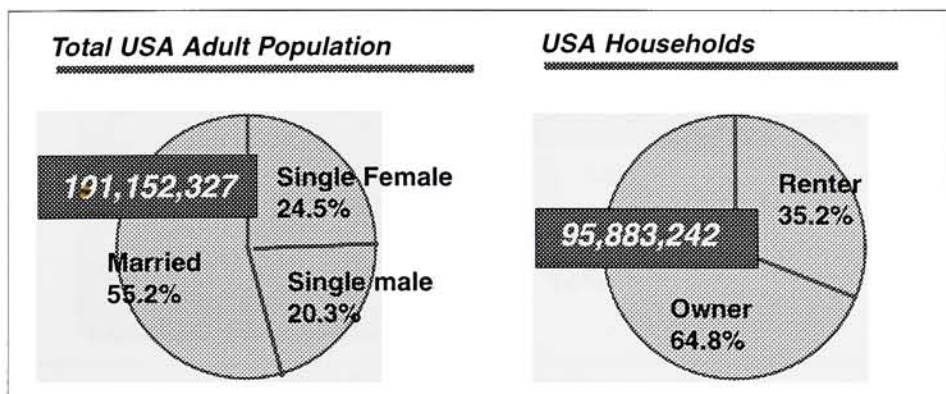 Total USA Adult Population
191,152,327
Single Female
24.5%
Married
55.2%
Single male
20.3%
USA Households
95,883,242
Renter
35.2%
Owner
64.8%